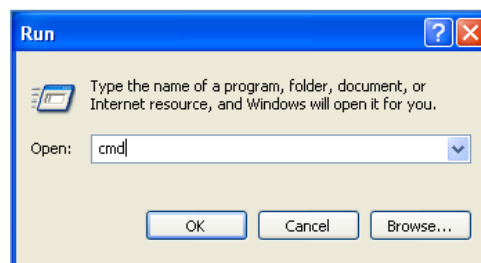 Run
Type the name of a program, folder, document, or
Internet resource, and Windows will open it for you.
Open: cmd
OK Cancel Browse...